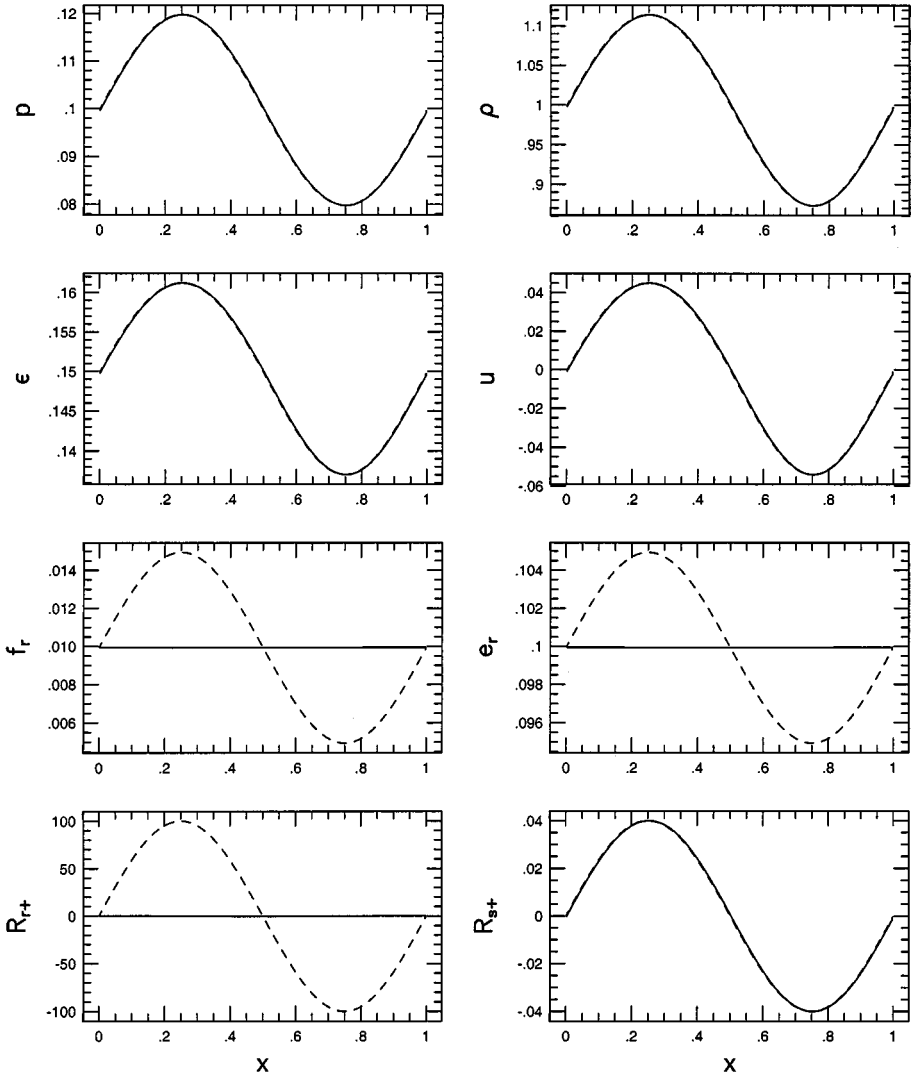 p
.12
.11
.1
.09
.08
0 .2 .4 .6 .8 1
ρ
1.1
1.05
1
.95
.9
0 .2 .4 .6 .8 1
ϵ
.16
.155
.15
.145
.14
0 .2 .4 .6 .8 1
u
.04
.02
0
-.02
-.04
-.06
0 .2 .4 .6 .8 1
f_r
.014
.012
.010
.008
.006
0 .2 .4 .6 .8 1
e_r
.104
.102
.1
.098
.096
0 .2 .4 .6 .8 1
R_r+
100
50
0
-50
-100
0 .2 .4 .6 .8 1
x
R_s+
.04
.02
0
-.02
-.04
0 .2 .4 .6 .8 1
x